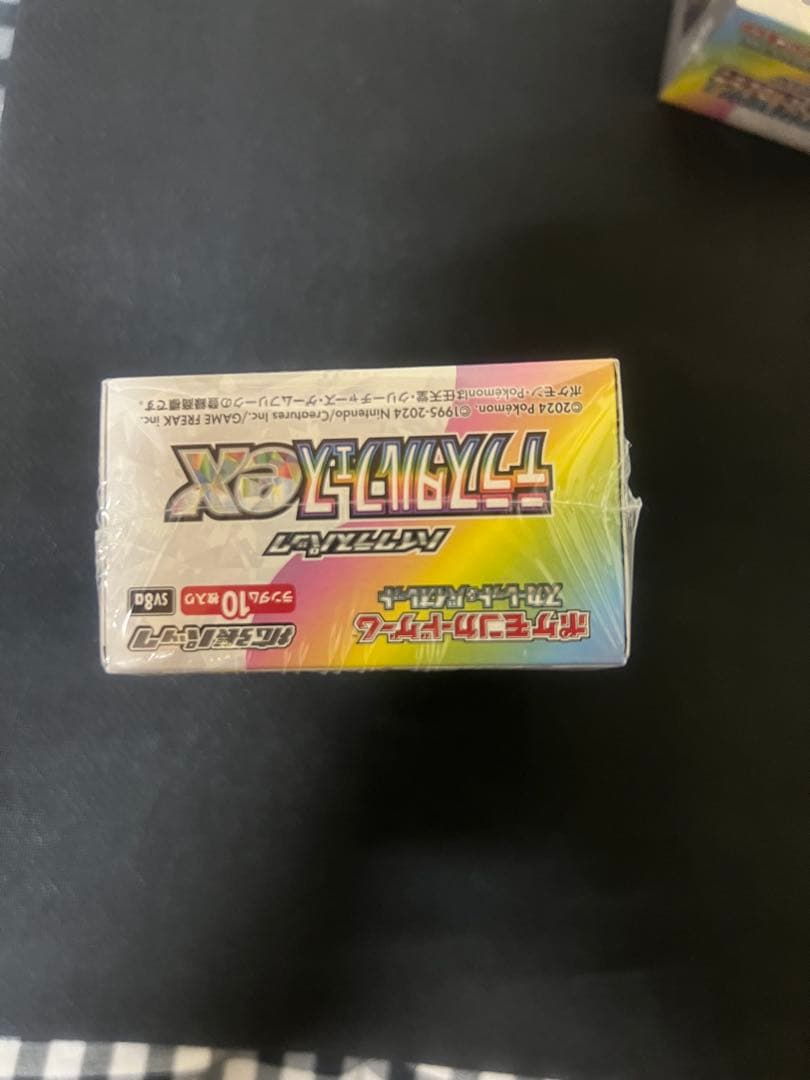 ポケモンカードゲーム
スカーレット&バイオレット
拡張パック
ランダム10枚入り
SV8a
ハイクラスパック
テラスタルフェスex
©2024 Pokémon. ©1995-2024 Nintendo/Creatures Inc./GAME FREAK inc.
ポケモン・Pokémonは任天堂・クリーチャーズ・ゲームフリークの登録商標です。